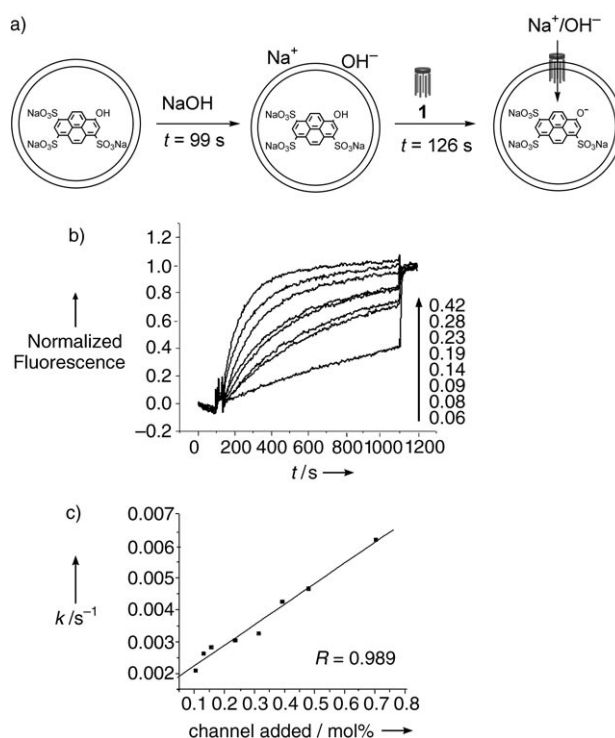 a)
Na⁺/OH⁻
Na⁺ OH⁻
NaO₃S OH
NaO₃S SO₃Na
NaOH
t = 99 s
NaO₃S OH
NaO₃S SO₃Na
1
t = 126 s
NaO₃S O⁻
NaO₃S SO₃Na
b)
Normalized
Fluorescence
1.2
1.0
0.8
0.6
0.4
0.2
0.0
–0.2
0.42
0.28
0.23
0.19
0.14
0.09
0.08
0.06
0 200 400 600 800 1000 1200
t/s
c)
k/s⁻¹
0.007
0.006
0.005
0.004
0.003
0.002
R = 0.989
0.1 0.2 0.3 0.4 0.5 0.6 0.7 0.8
channel added / mol%